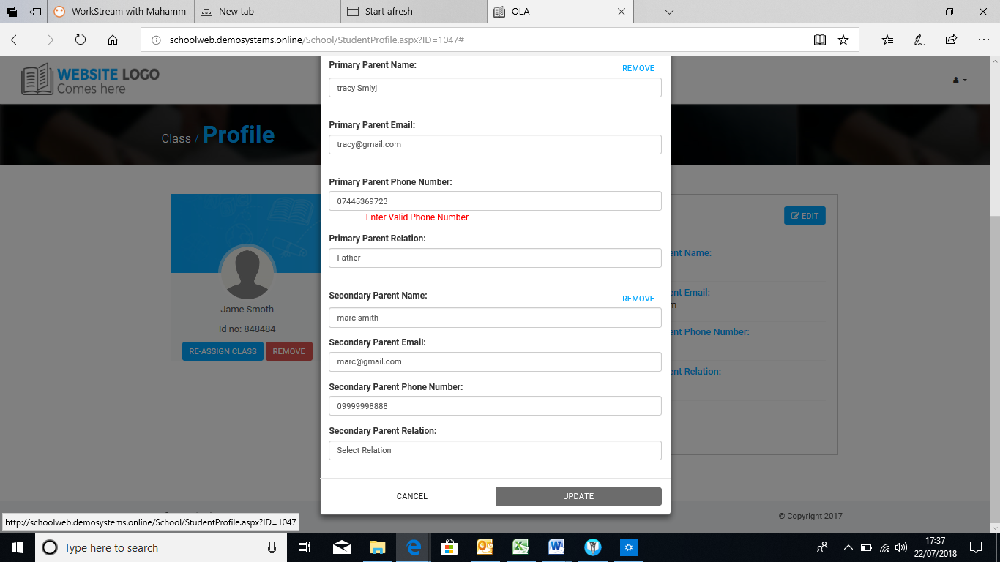 WorkStream with Mahamma
New tab
Start afresh
OLA
schoolweb.demosystems.online/School/StudentProfile.aspx?ID=1047#
WEBSITE LOGO
Comes here
Class / Profile
Jame Smoth
Id no: 848484
RE-ASSIGN CLASS
REMOVE
Primary Parent Name:
REMOVE
tracy Smiyj
Primary Parent Email:
tracy@gmail.com
Primary Parent Phone Number:
07445369723
Enter Valid Phone Number
Primary Parent Relation:
Father
Secondary Parent Name:
REMOVE
marc smith
Secondary Parent Email:
marc@gmail.com
Secondary Parent Phone Number:
09999998888
Secondary Parent Relation:
Select Relation
CANCEL
UPDATE
EDIT
ent Name:
ent Email:
m
ent Phone Number:
ent Relation:
© Copyright 2017
http://schoolweb.demosystems.online/School/StudentProfile.aspx?ID=1047
Type here to search
17:37
22/07/2018